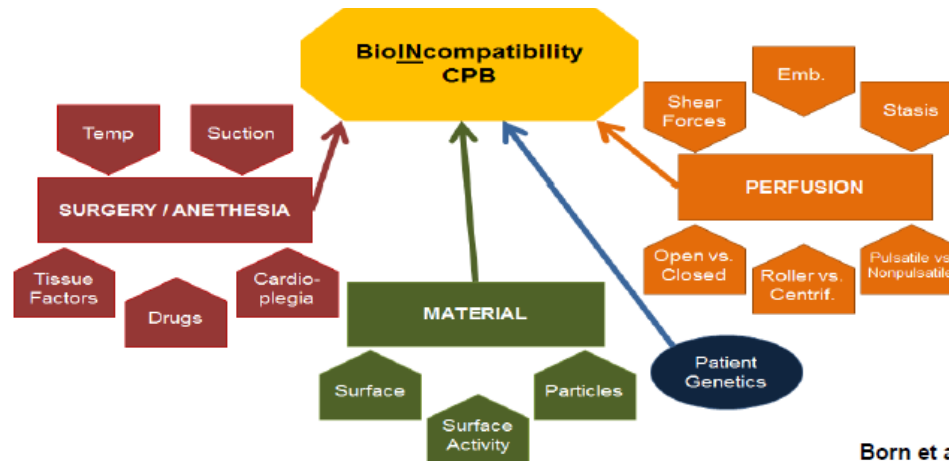 BioINcompatibility
CPB
Temp
Suction
SURGERY / ANETHESIA
Tissue
Factors
Drugs
Cardio-
plegia
MATERIAL
Surface
Surface
Activity
Particles
Patient
Genetics
Shear
Forces
Emb.
Stasis
PERFUSION
Open vs.
Closed
Roller vs.
Centrif.
Pulsatile vs
Nonpulsatile
Born et